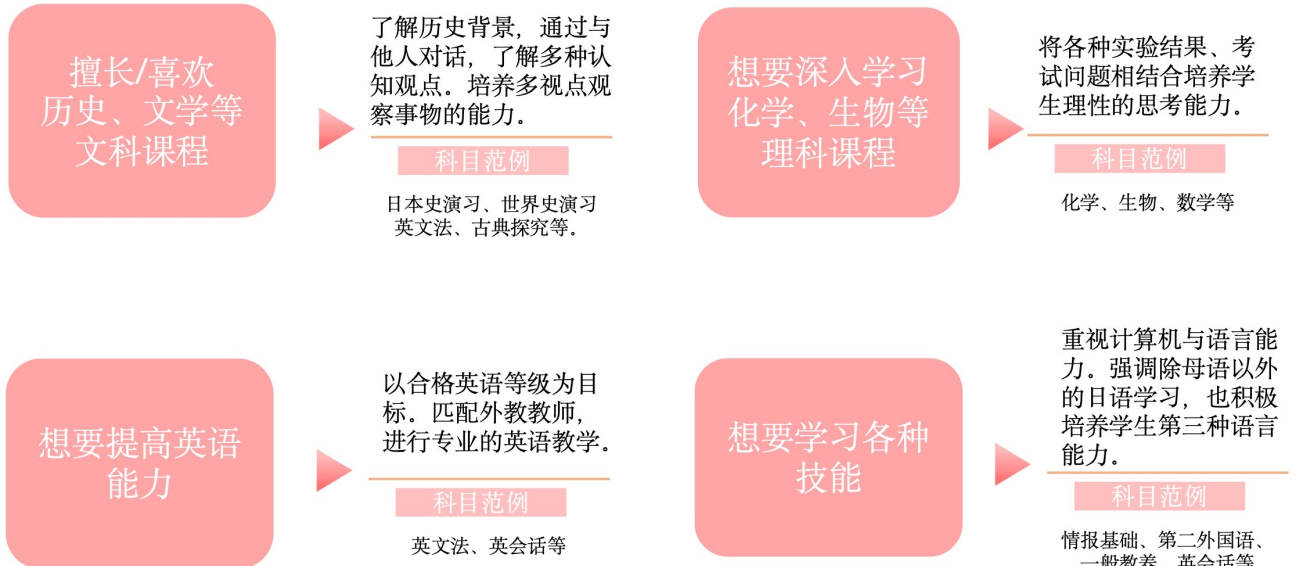 擅长/喜欢
历史、文学等
文科课程
了解历史背景，通过与
他人对话，了解多种认
知观点。培养多视点观
察事物的能力。
科目范例
日本史演习、世界史演习
英文法、古典探究等。
想要深入学习
化学、生物等
理科课程
将各种实验结果、考
试问题相结合培养学
生理性的思考能力。
科目范例
化学、生物、数学等
想要提高英语
能力
以合格英语等级为目
标。匹配外教教师，
进行专业的英语教学。
科目范例
英文法、英会话等
想要学习各种
技能
重视计算机与语言能
力。强调除母语以外
的日语学习，也积极
培养学生第三种语言
能力。
科目范例
情报基础、第二外国语、
一般教养、英会话等